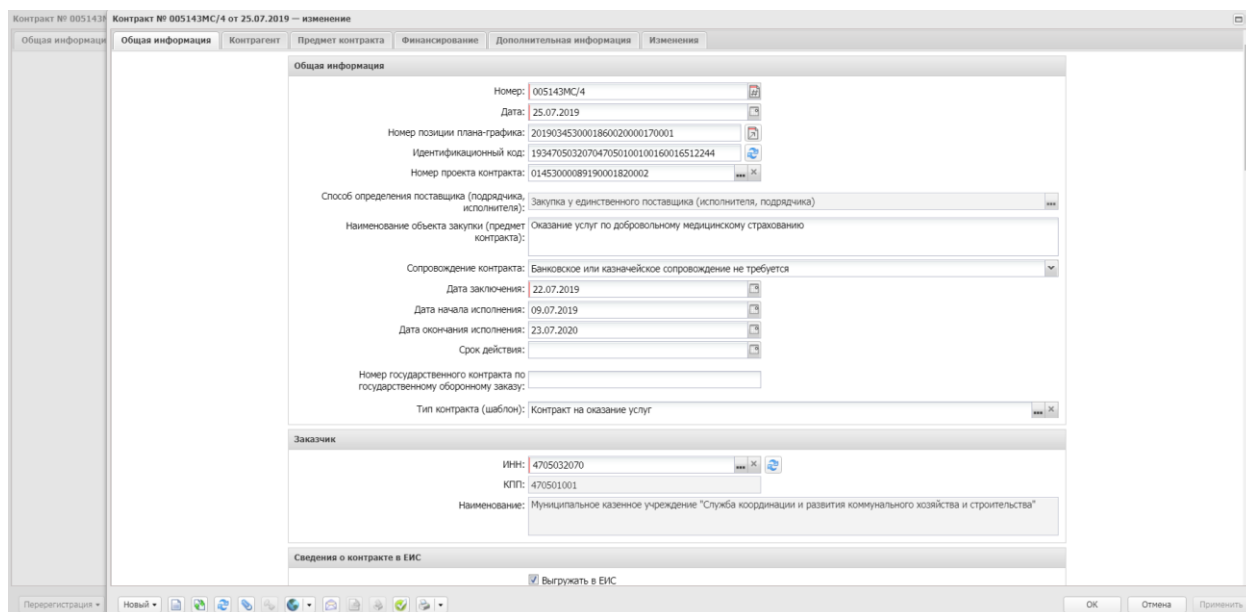 Контракт № 005143М
Контракт № 005143МС/4 от 25.07.2019 — изменение
Общая информаци
Общая информация
Контрагент
Предмет контракта
Финансирование
Дополнительная информация
Изменения
Общая информация
Номер: 005143МС/4
Дата: 25.07.2019
Номер позиции плана-графика: 2019034530001860020000170001
Идентификационный код: 193470503207047050100100160016512244
Номер проекта контракта: 01453000089190001820002
Способ определения поставщика (подрядчика,
исполнителя): Закупка у единственного поставщика (исполнителя, подрядчика)
Наименование объекта закупки (предмет
контракта): Оказание услуг по добровольному медицинскому страхованию
Сопровождение контракта: Банковское или казначейское сопровождение не требуется
Дата заключения: 22.07.2019
Дата начала исполнения: 09.07.2019
Дата окончания исполнения: 23.07.2020
Срок действия:
Номер государственного контракта по
государственному оборонному заказу:
Тип контракта (шаблон): Контракт на оказание услуг
Заказчик
ИНН: 4705032070
КПП: 470501001
Наименование: Муниципальное казенное учреждение "Служба координации и развития коммунального хозяйства и строительства"
Сведения о контракте в ЕИС
Выгружать в ЕИС
Перерегистрация
Новый
ОК
Отмена
Применить